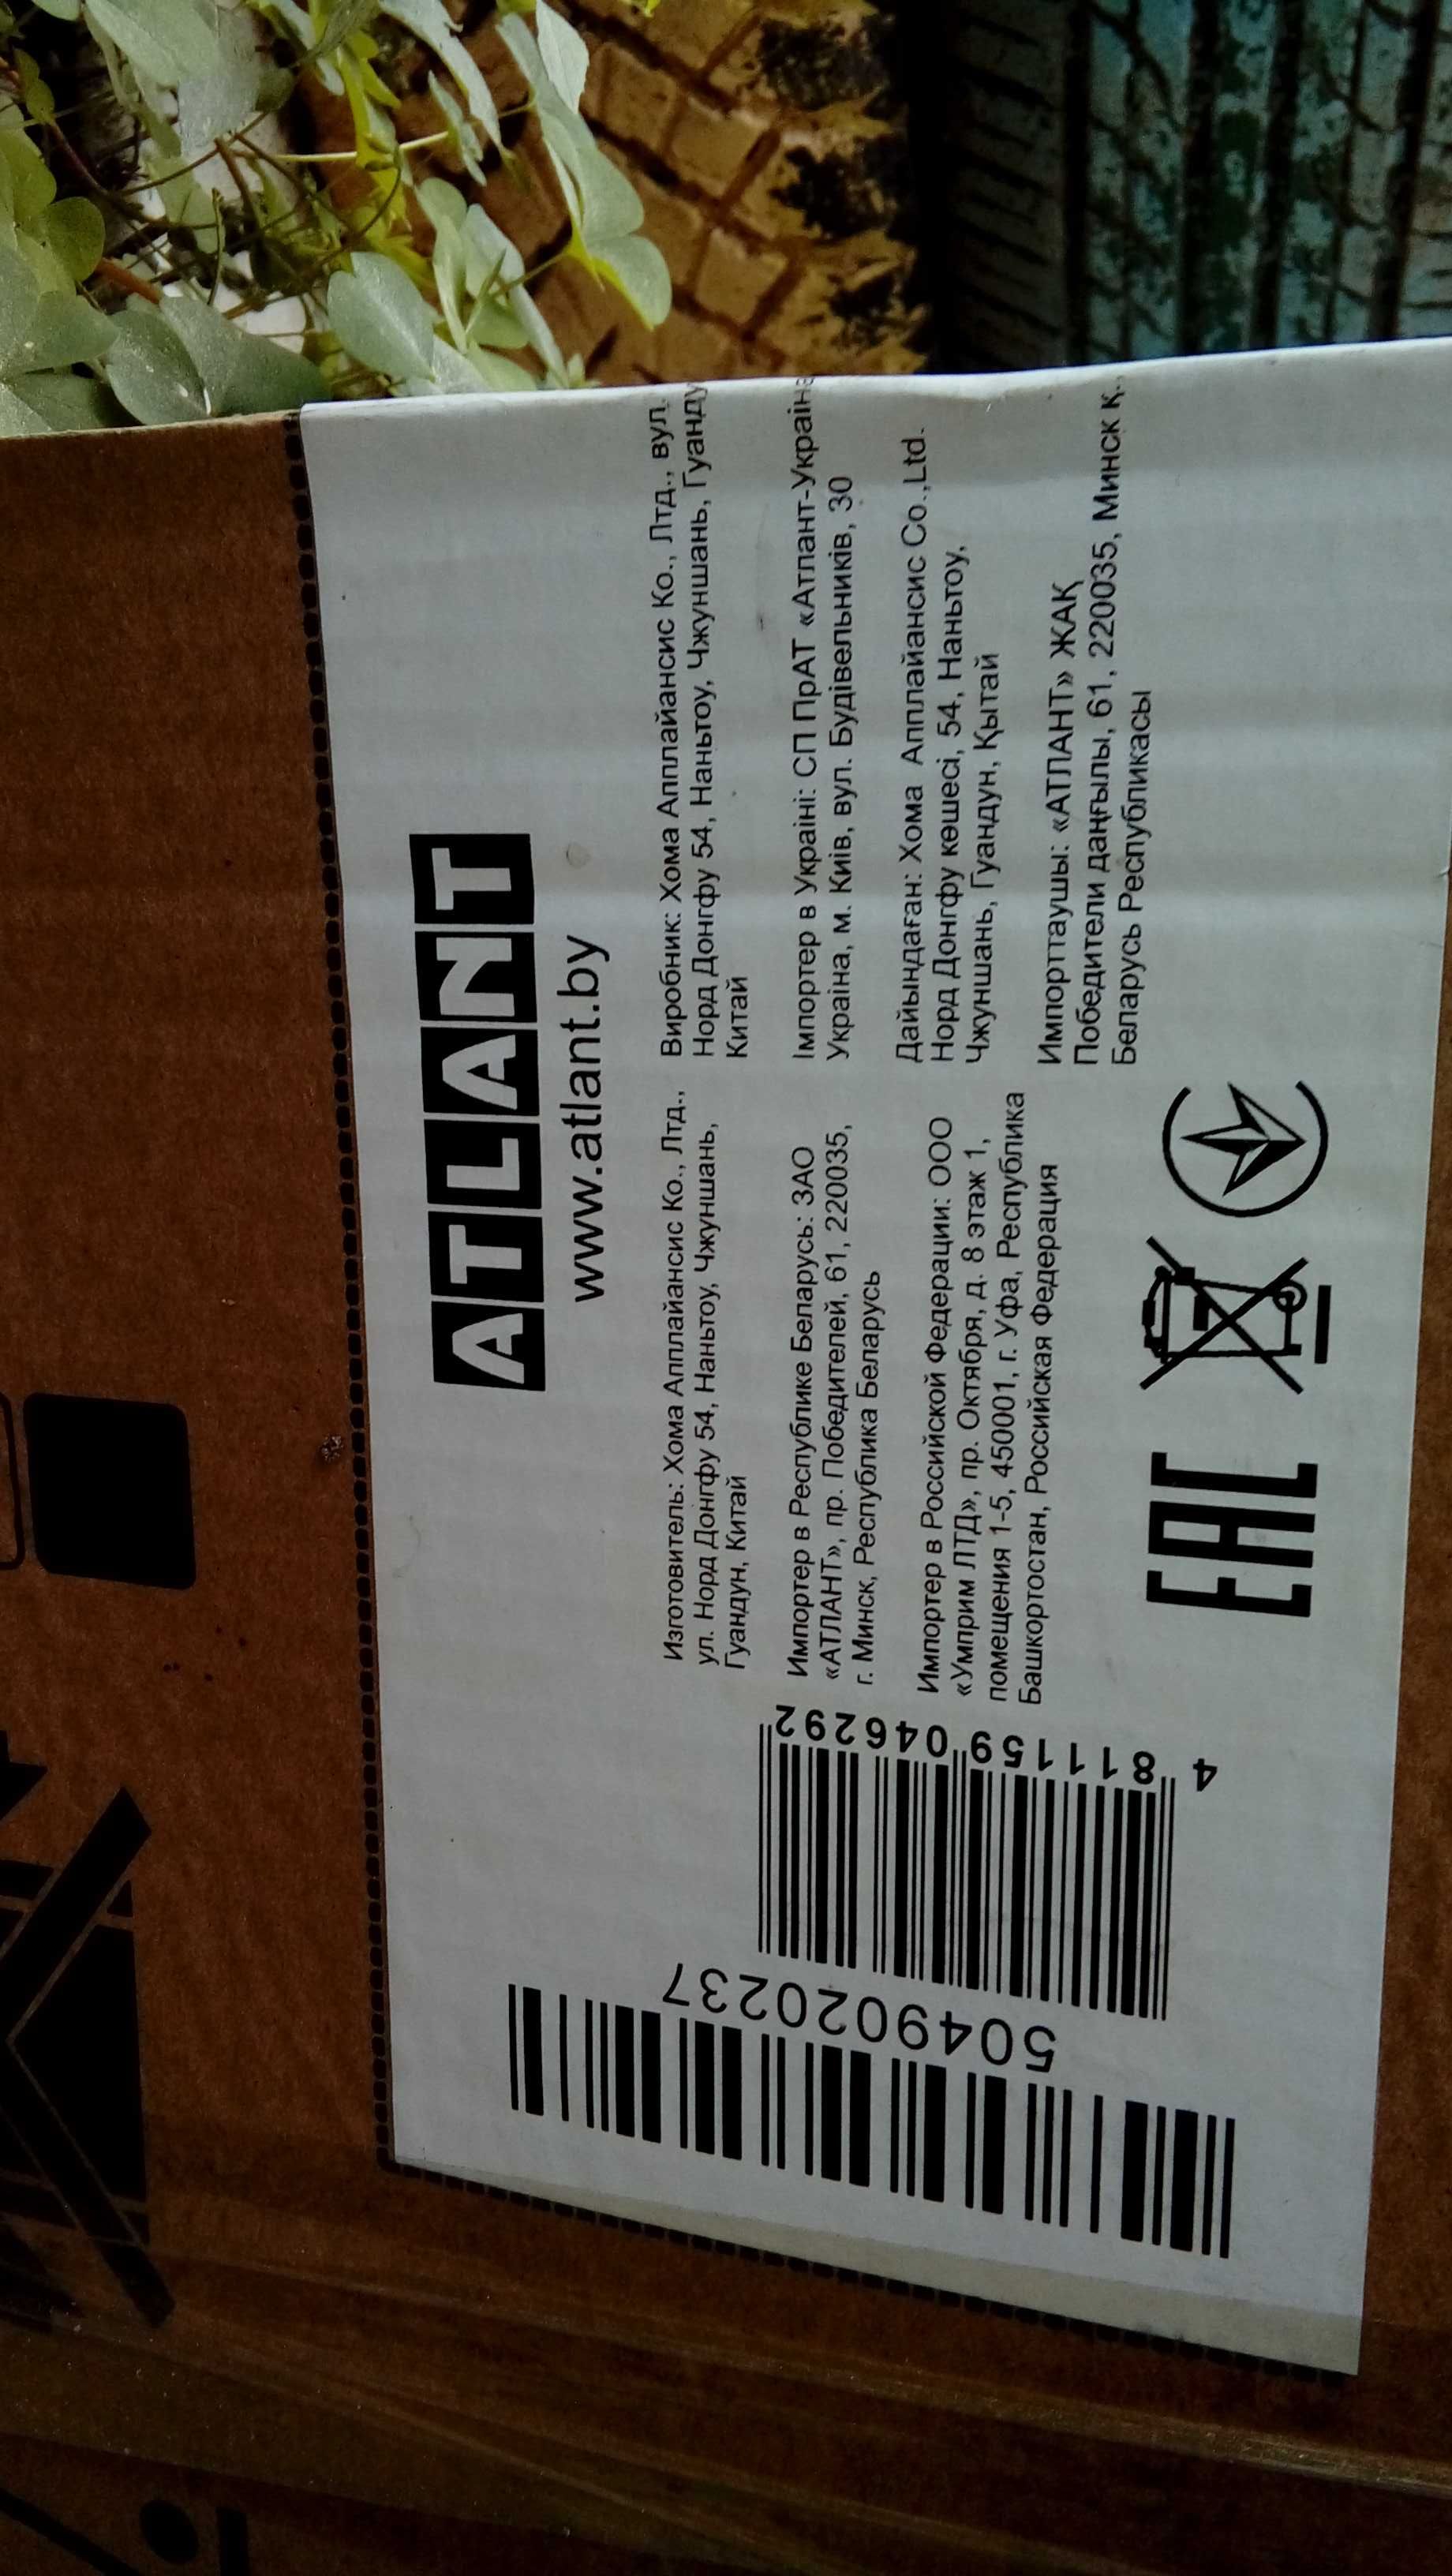 ATLANT
www.atlant.by
Изготовитель: Хома Апплайансис Ко., Лтд.,
ул. Норд Донгфу 54, Наньтоу, Чжуншань,
Гуандун, Китай
Импортер в Республике Беларусь: ЗАО
«АТЛАНТ», пр. Победителей, 61, 220035,
г. Минск, Республика Беларусь
Импортер в Российской Федерации: ООО
«Умприм ЛТД», пр. Октября, д. 8 этаж 1,
помещения 1-5, 450001, г. Уфа, Республика
Башкортостан, Российская Федерация
Виробник: Хома Апплайансис Ко., Лтд., вул.
Норд Донгфу 54, Наньтоу, Чжуншань, Гуанду
Китай
Імпортер в Україні: СП ПрАТ «Атлант-Україна
Україна, м. Київ, вул. Будівельників, 30
Дайындаған: Хома Апплайансис Co.,Ltd.
Норд Донгфу көшесі, 54, Наньтоу,
Чжуншань, Гуандун, Қытай
Импорттаушы: «АТЛАНТ» ЖАҚ
Победители даңғылы, 61, 220035, Минск қ.,
Беларусь Республикасы
EAC
4 811159 046292
5049020237